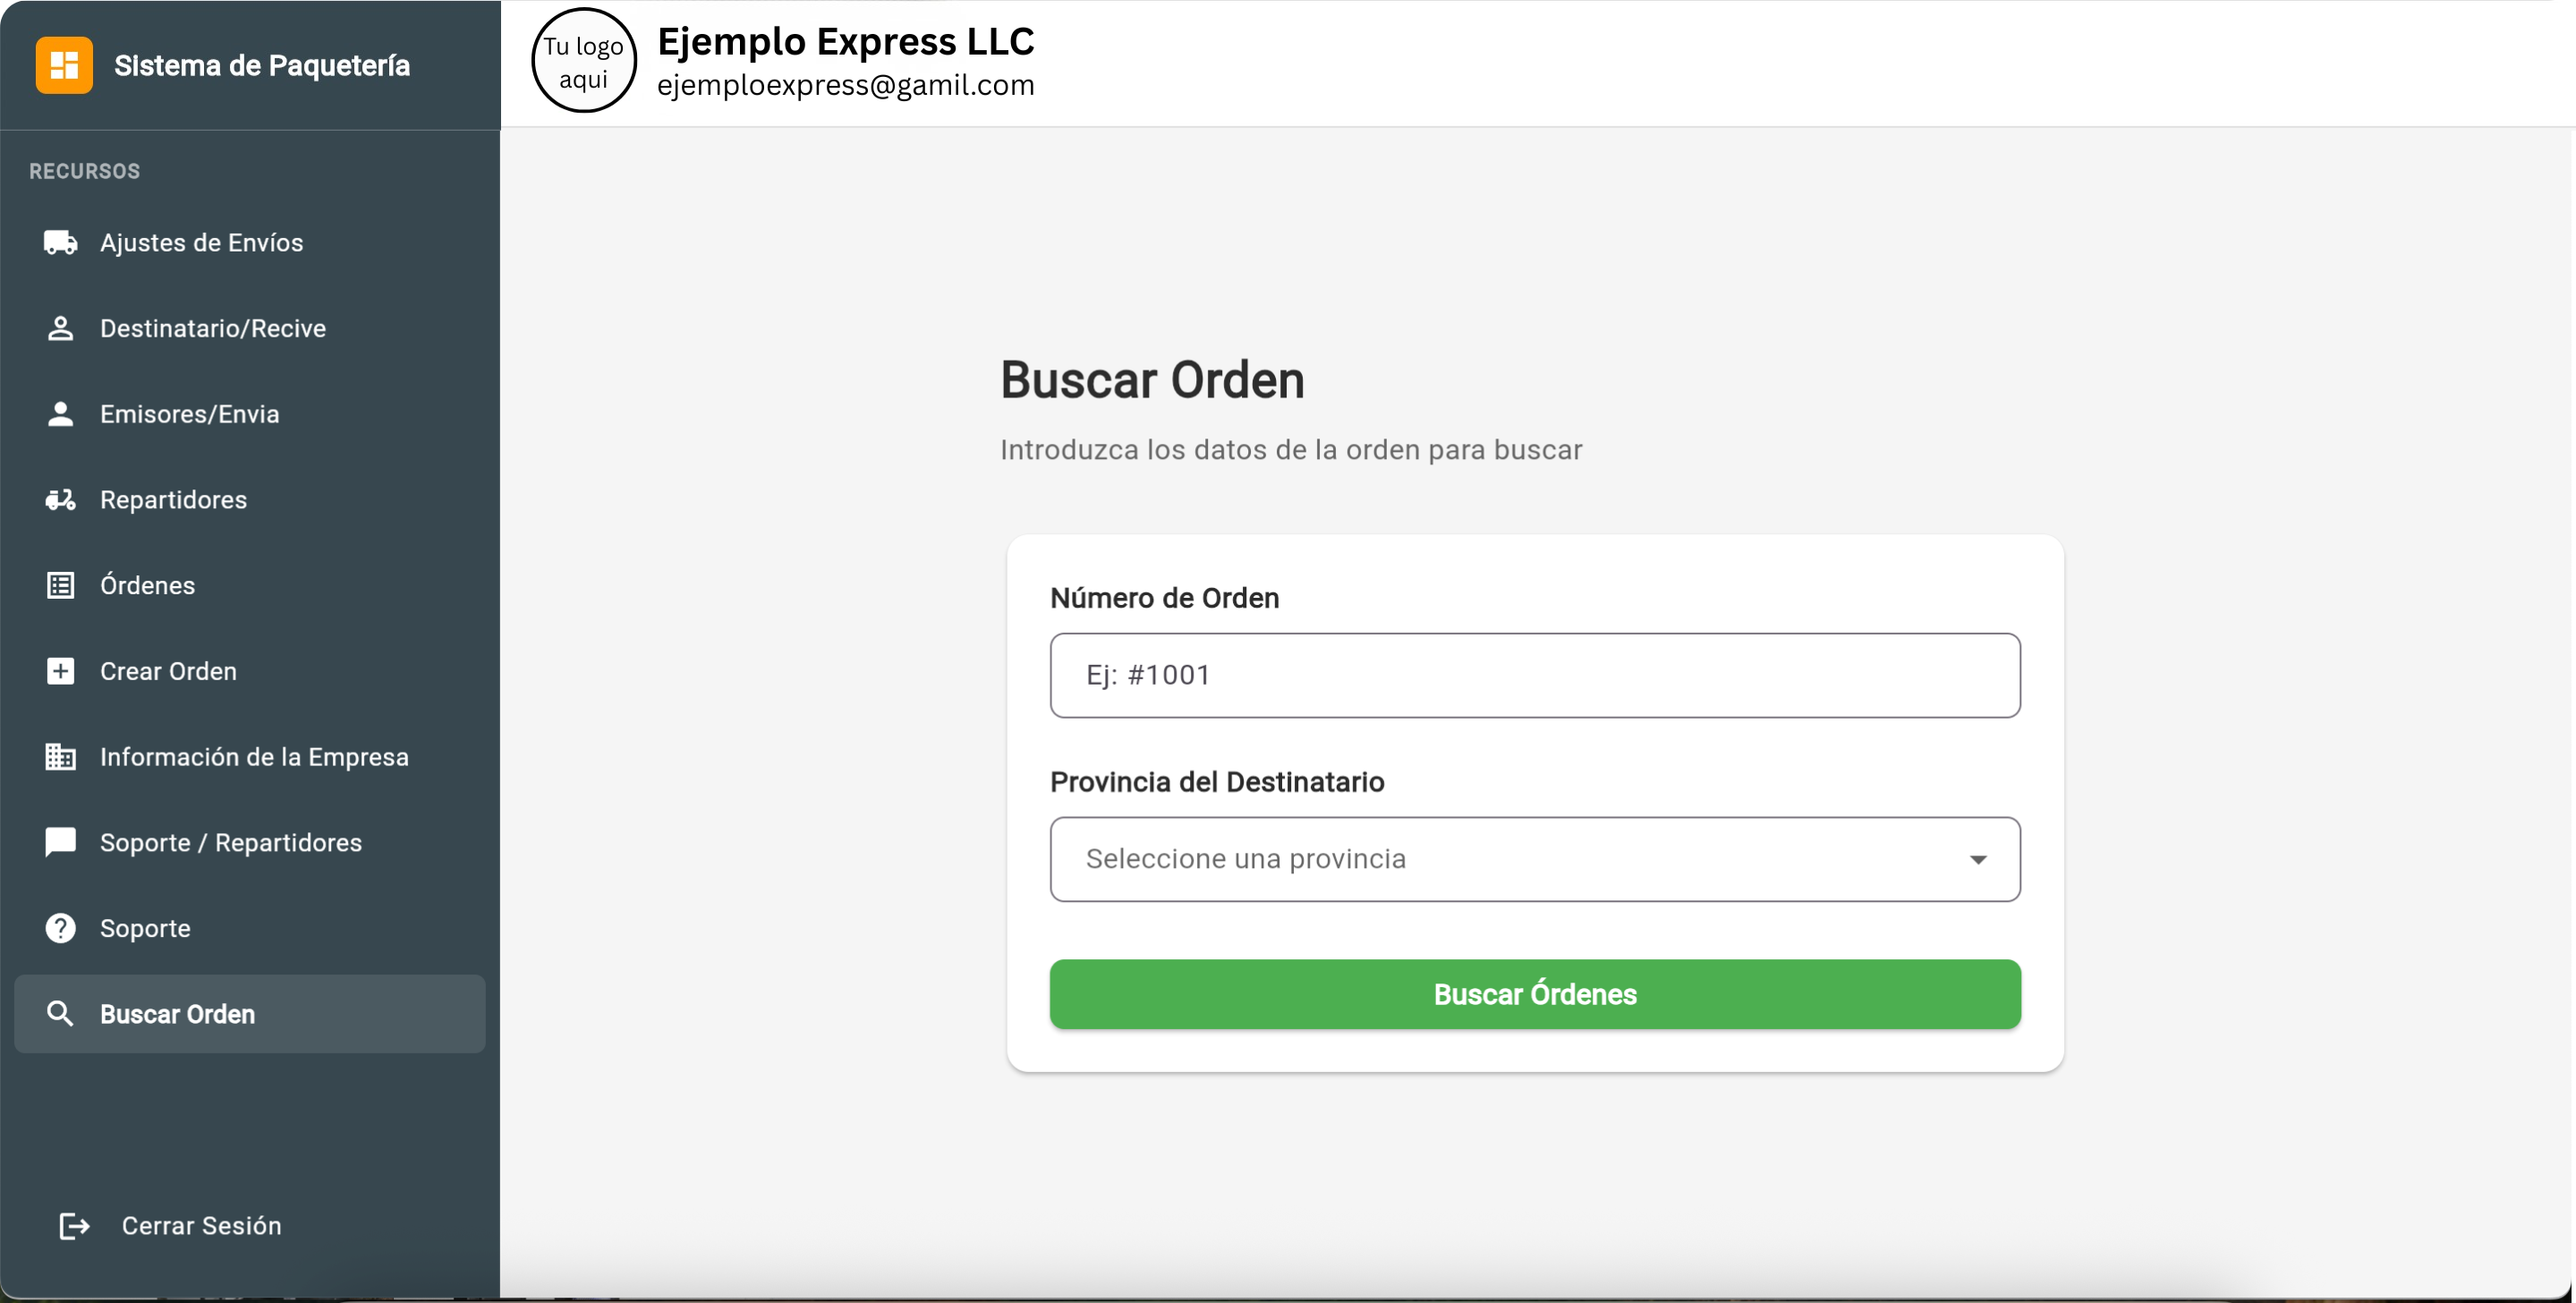 Sistema de Paquetería
RECURSOS
Ajustes de Envíos
Destinatario/Recive
Emisores/Envia
Repartidores
Órdenes
Crear Orden
Información de la Empresa
Soporte / Repartidores
Soporte
Buscar Orden
Cerrar Sesión
Tu logo
aqui
Ejemplo Express LLC
ejemploexpress@gamil.com
Buscar Orden
Introduzca los datos de la orden para buscar
Número de Orden
Ej: #1001
Provincia del Destinatario
Seleccione una provincia
Buscar Órdenes